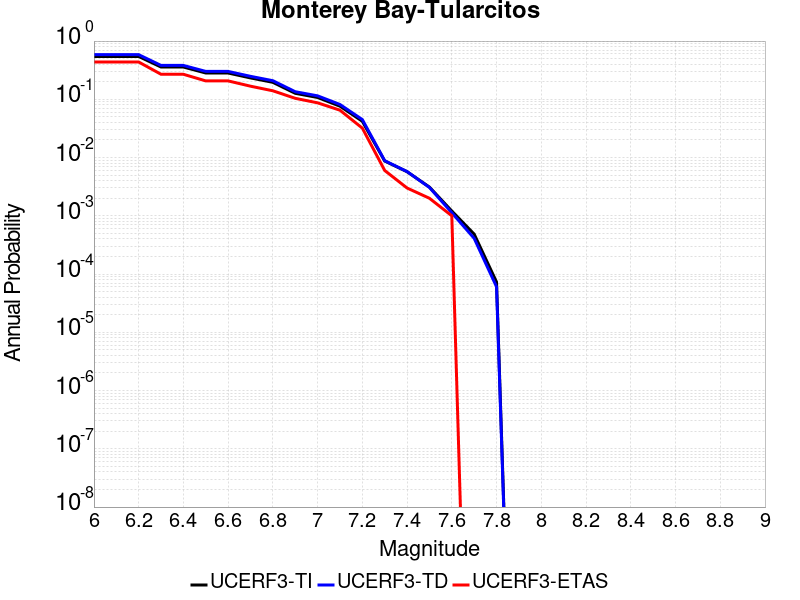 Monterey Bay-Tularcitos
10^0
10^-1
10^-2
10^-3
10^-4
10^-5
10^-6
10^-7
10^-8
Annual Probability
6 6.2 6.4 6.6 6.8 7 7.2 7.4 7.6 7.8 8 8.2 8.4 8.6 8.8 9
Magnitude
UCERF3-TI UCERF3-TD UCERF3-ETAS